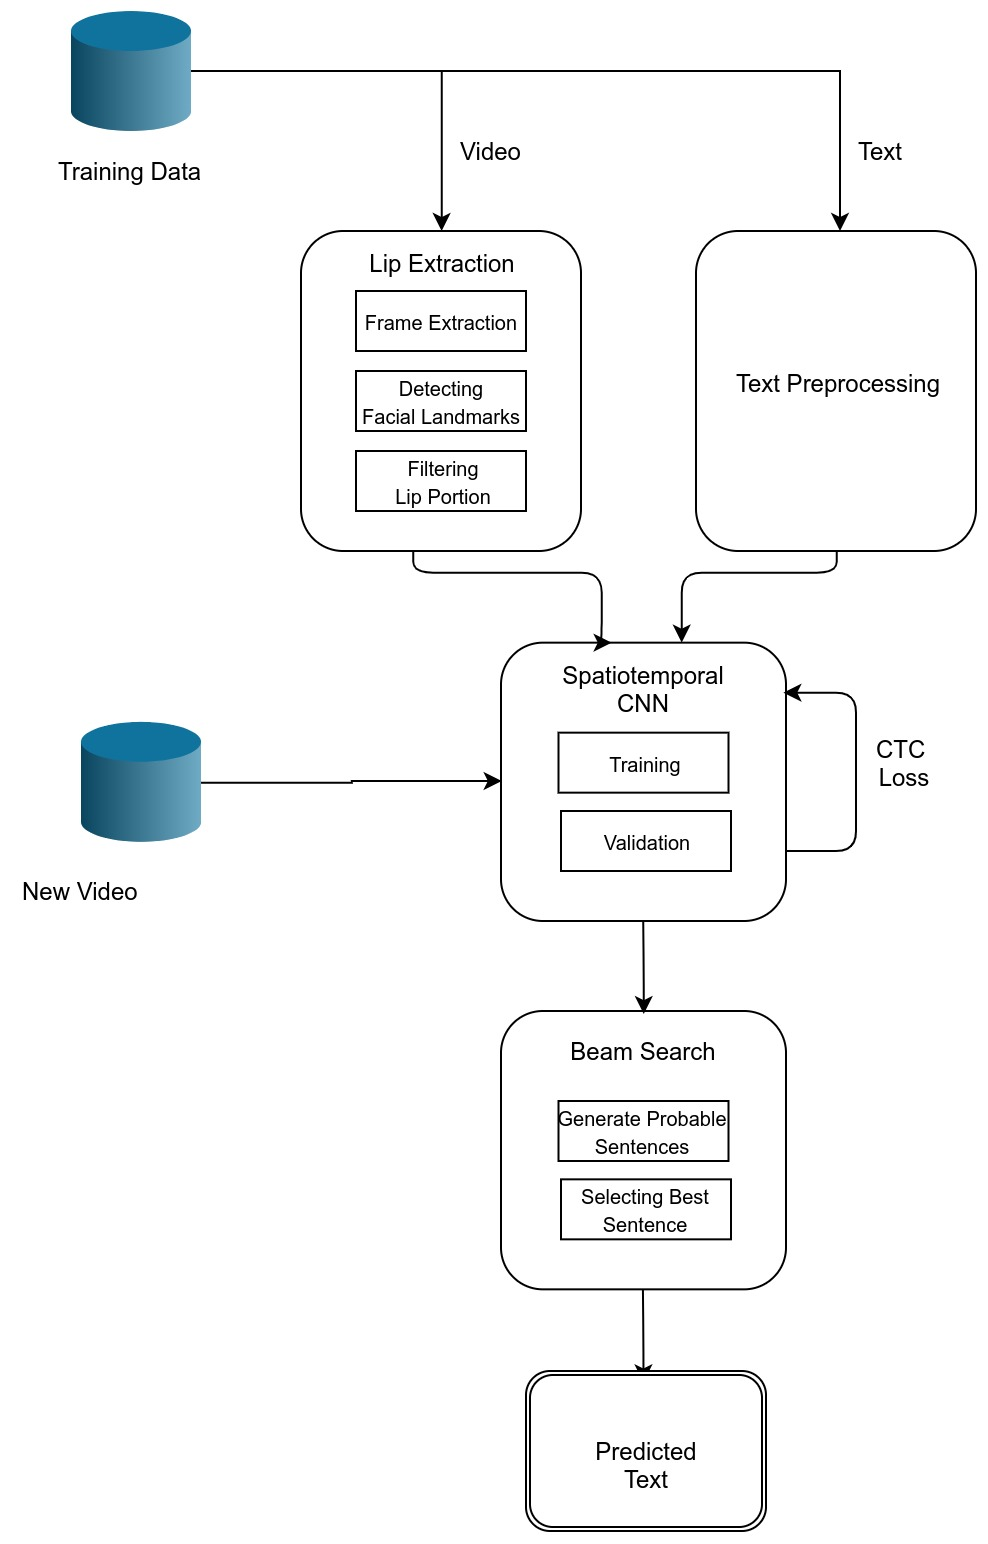 Training Data
Video
Text
Lip Extraction
Frame Extraction
Detecting
Facial Landmarks
Filtering
Lip Portion
Text Preprocessing
Spatiotemporal
CNN
Training
Validation
CTC
Loss
New Video
Beam Search
Generate Probable
Sentences
Selecting Best
Sentence
Predicted
Text